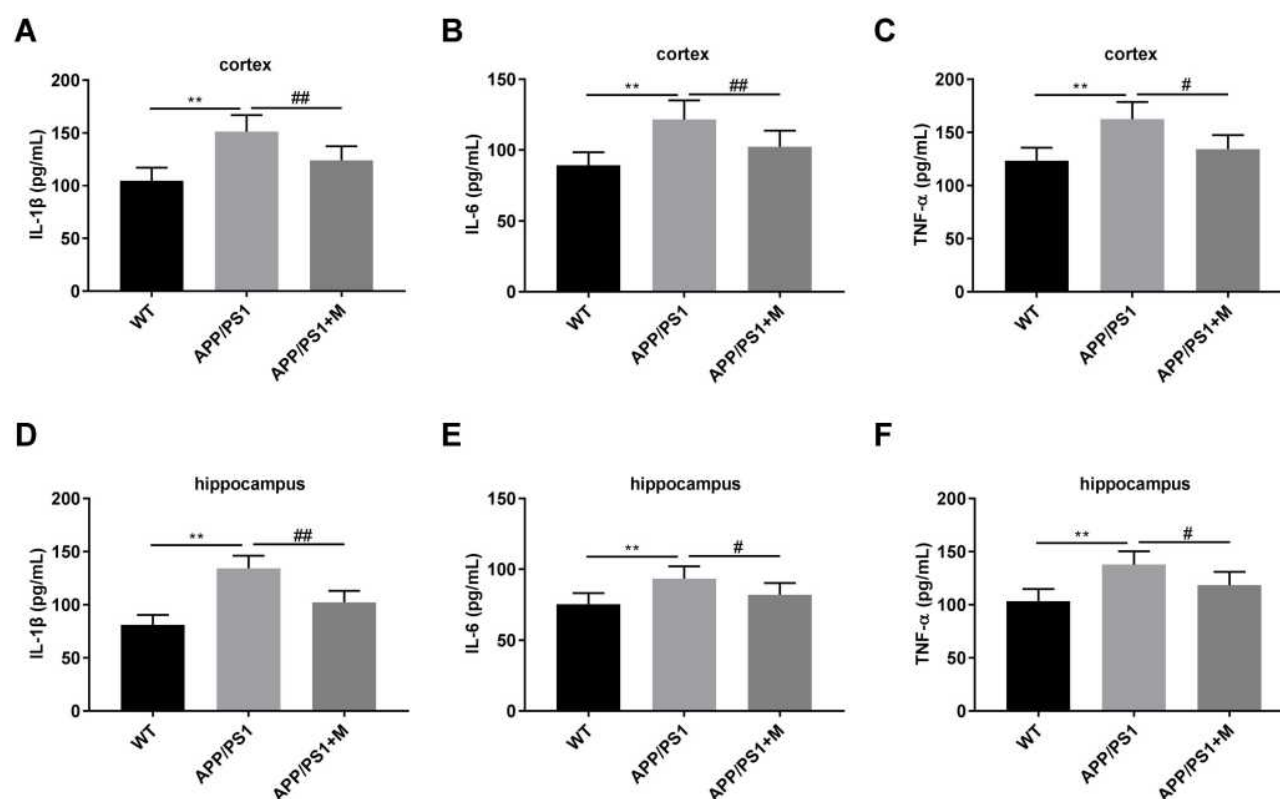 A
cortex
IL-1β (pg/mL)
200
150
100
50
0
**
##
WT
APP/PS1
APP/PS1+M
B
cortex
IL-6 (pg/mL)
150
100
50
0
**
##
WT
APP/PS1
APP/PS1+M
C
cortex
TNF-α (pg/mL)
200
150
100
50
0
**
#
WT
APP/PS1
APP/PS1+M
D
hippocampus
IL-1β (pg/mL)
200
150
100
50
0
**
##
WT
APP/PS1
APP/PS1+M
E
hippocampus
IL-6 (pg/mL)
150
100
50
0
**
#
WT
APP/PS1
APP/PS1+M
F
hippocampus
TNF-α (pg/mL)
200
150
100
50
0
**
#
WT
APP/PS1
APP/PS1+M